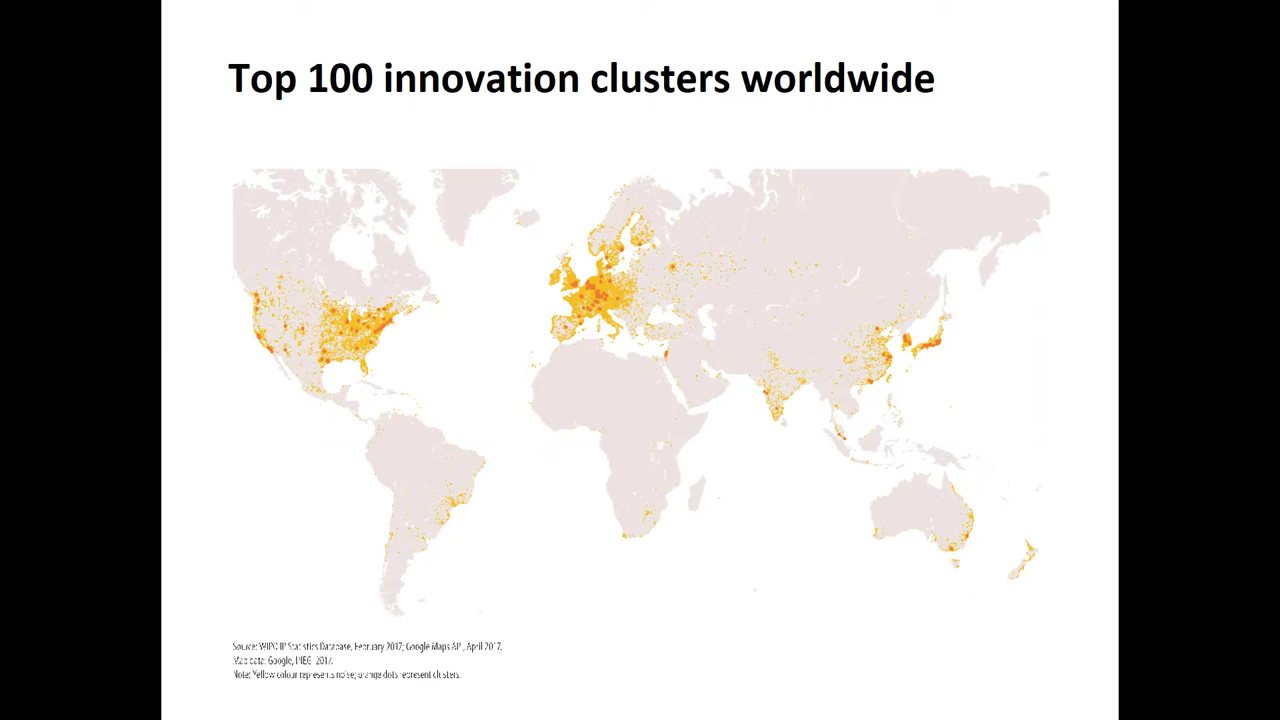 Top 100 innovation clusters worldwide
Source: WIPO IP Statistics Database, February 2017; Google Maps API, April 2017.
Map data: Google, INEGI 2017.
Note: Yellow colour represents noise; orange dots represent clusters.